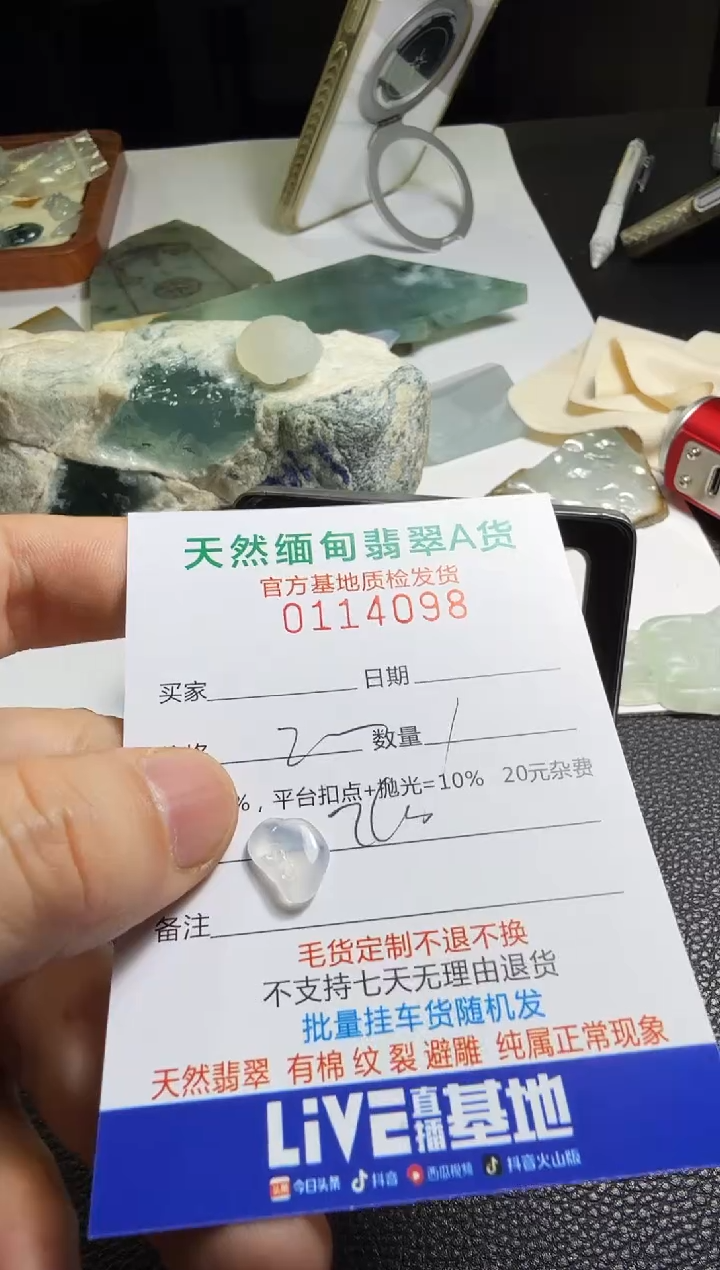 天然缅甸翡翠A货
官方基地质检发货
0114098
买家 日期
数量
%，平台扣点+抛光=10% 20元杂费
备注
毛货定制不退不换
不支持七天无理由退货
批量挂车货随机发
天然翡翠 有棉 纹 裂 避雕 纯属正常现象
LIVE直播基地
头条 今日头条 抖音 西瓜视频 抖音火山版